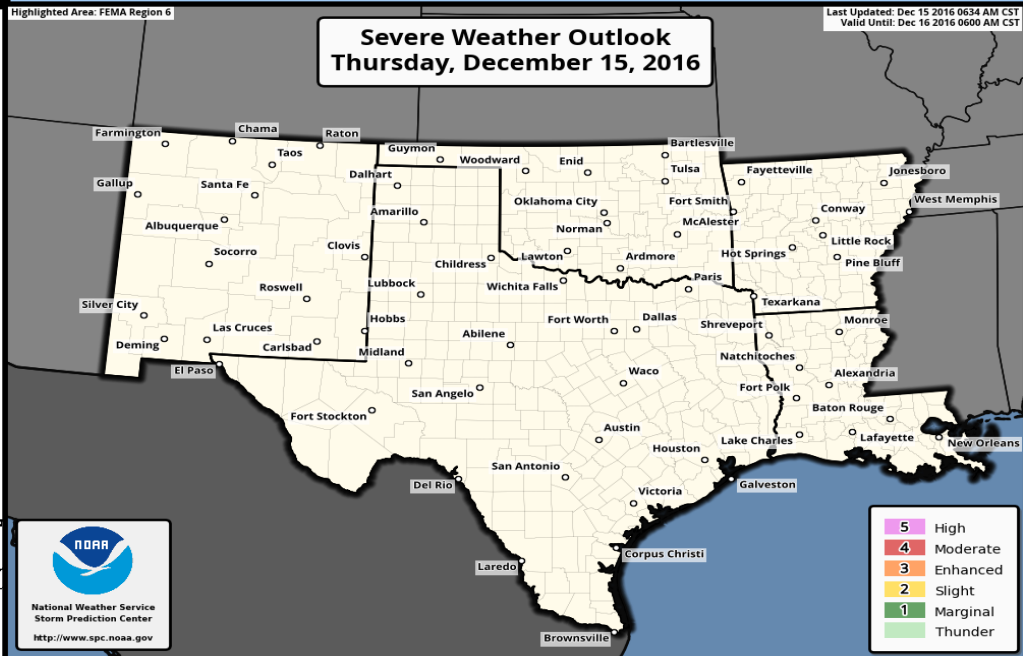 Highlighted Area: FEMA Region 6
Last Updated: Dec 15 2016 0634 AM CST
Valid Until: Dec 16 2016 0600 AM CST
Severe Weather Outlook
Thursday, December 15, 2016
Farmington
Chama
Raton
Guymon
Bartlesville
Taos
Woodward
Enid
Tulsa
Fayetteville
Jonesboro
Dalhart
Gallup
Santa Fe
Oklahoma City
Fort Smith
West Memphis
Amarillo
Conway
Albuquerque
Norman
McAlester
Clovis
Little Rock
Socorro
Lawton
Ardmore
Hot Springs
Pine Bluff
Childress
Paris
Roswell
Lubbock
Wichita Falls
Texarkana
Silver City
Hobbs
Fort Worth
Dallas
Shreveport
Monroe
Las Cruces
Abilene
Deming
Carlsbad
Midland
Natchitoches
El Paso
Waco
Alexandria
San Angelo
Fort Polk
Fort Stockton
Baton Rouge
Austin
Lake Charles
Lafayette
New Orleans
Houston
San Antonio
Del Rio
Victoria
Galveston
Corpus Christi
Laredo
Brownsville
NOAA
National Weather Service
Storm Prediction Center
http://www.spc.noaa.gov
5 High
4 Moderate
3 Enhanced
2 Slight
1 Marginal
Thunder